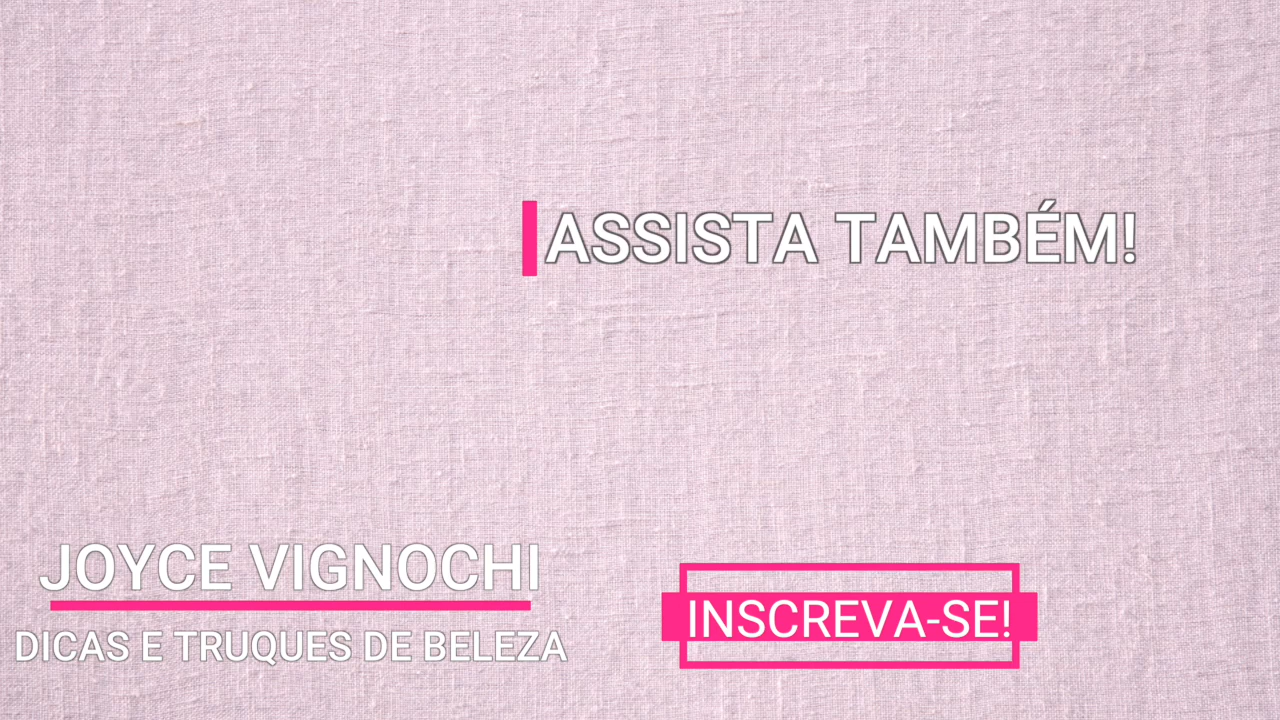 ASSISTA TAMBÉM!
JOYCE VIGNOCHI
DICAS E TRUQUES DE BELEZA
INSCREVA-SE!